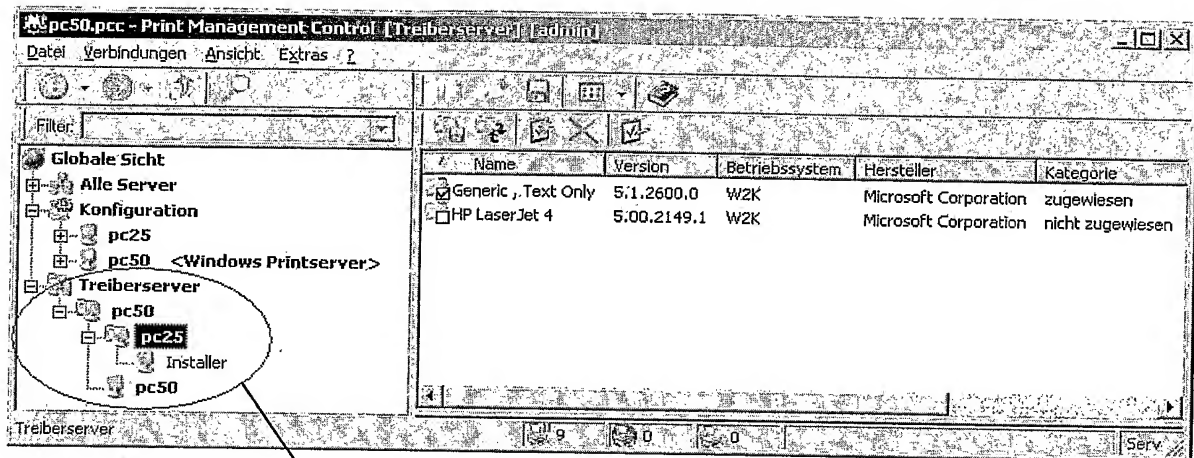 pc50.pcc - Print Management Control [Treiberserver] [admin]
Datei Verbindungen Ansicht Extras ?
Filter:
Globale Sicht
Alle Server
Konfiguration
pc25
pc50 <Windows Printserver>
Treiberserver
pc50
pc25
Installer
pc50
Name Version Betriebssystem Hersteller Kategorie
Generic , Text Only 5.1.2600.0 W2K Microsoft Corporation zugewiesen
HP LaserJet 4 5.00.2149.1 W2K Microsoft Corporation nicht zugewiesen
Treiberserver 9 0 0 Serv